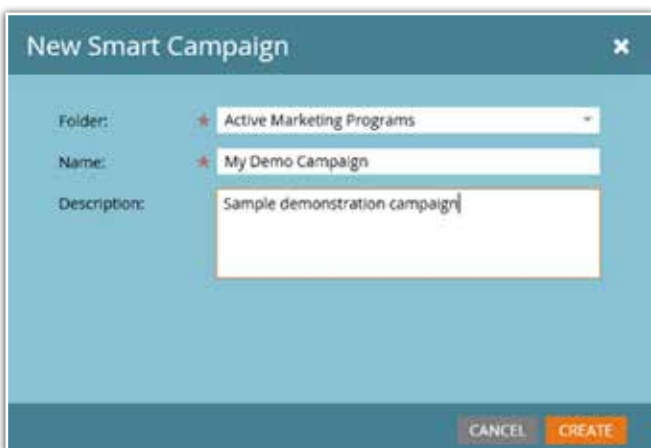 New Smart Campaign
Folder: * Active Marketing Programs
Name: * My Demo Campaign
Description: Sample demonstration campaign
CANCEL CREATE